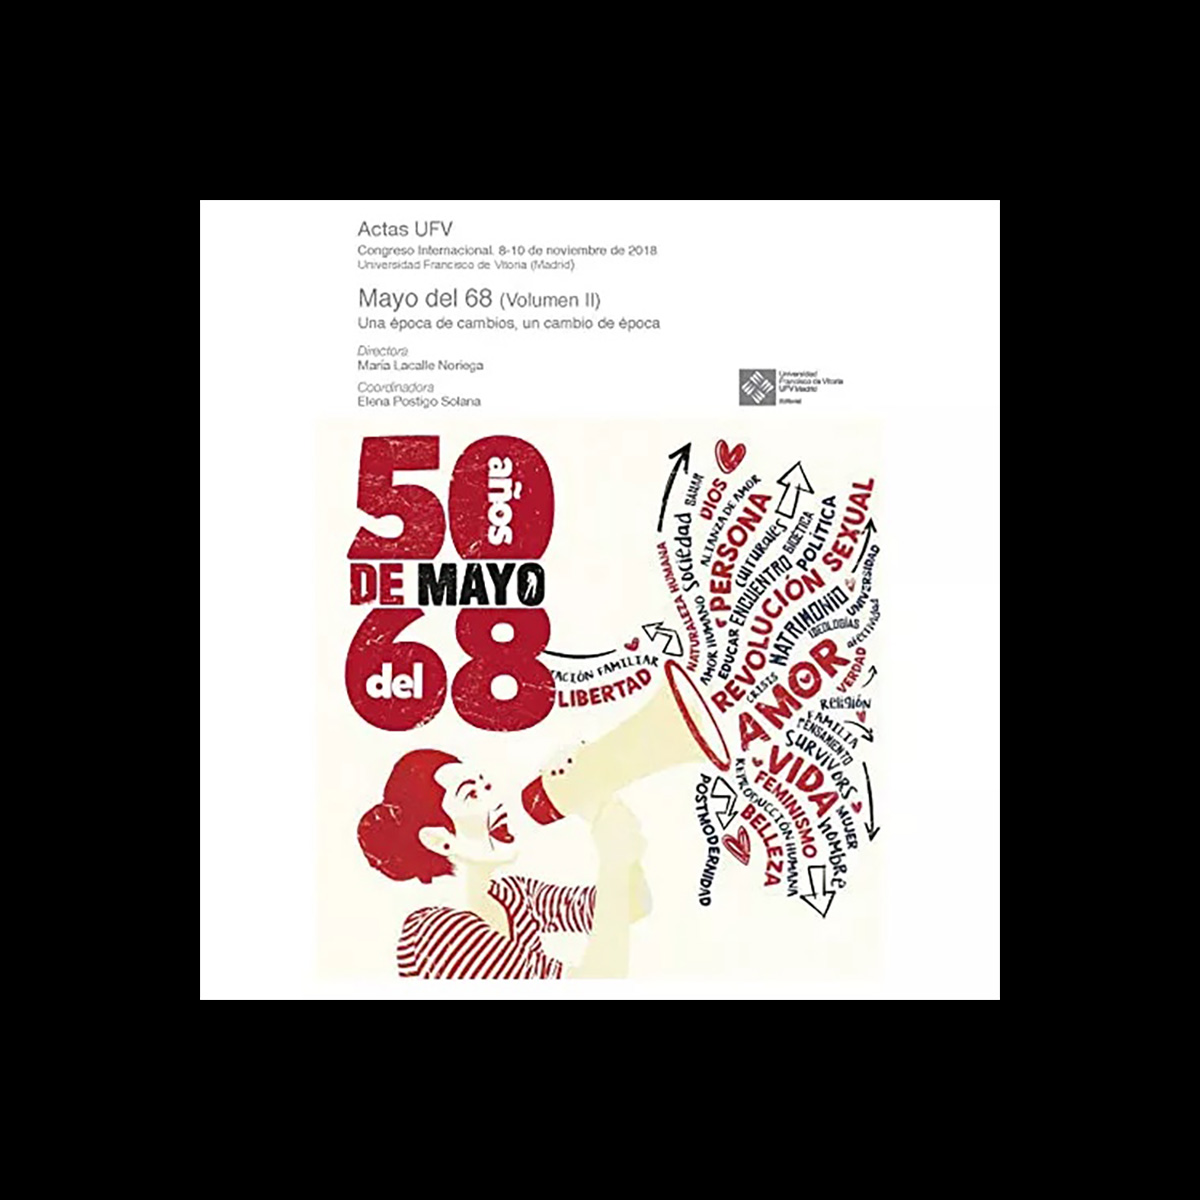 Actas UFV
Congreso Internacional. 8-10 de noviembre de 2018
Universidad Francisco de Vitoria (Madrid)
Mayo del 68 (Volumen II)
Una época de cambios, un cambio de época
Directora
María Lacalle Noriega
Coordinadora
Elena Postigo Solana
Universidad
Francisco de Vitoria
UFV Madrid
Editorial
50
años
DE MAYO
del
68
SANAR
DIOS
ALIANZA DE AMOR
NATURALEZA HUMANA
Sociedad
PERSONA
CULTURALES
BIOÉTICA
POLÍTICA
AMOR HUMANO
EDUCAR
ENCUENTRO
REVOLUCIÓN SEXUAL
MATRIMONIO
UNIVERSIDAD
IDEOLOGÍAS
afectividad
CRISIS
AMOR
VERDAD
ACIÓN FAMILIAR
LIBERTAD
Religión
FAMILIA
PENSAMIENTO
SURVIVORS
VIDA
MUJER
hombre
FEMINISMO
REPRODUCCIÓN HUMANA
BELLEZA
POSTMODERNIDAD